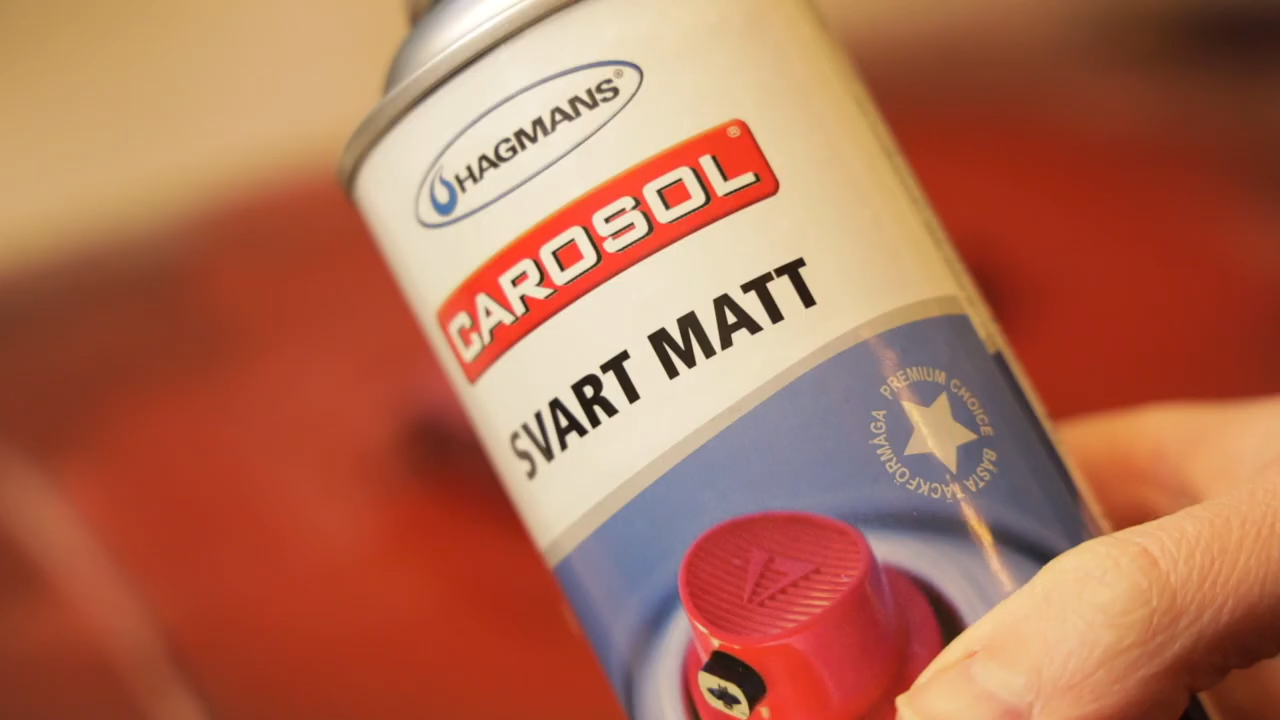 HAGMANS®
CAROSOL®
SVART MATT
PREMIUM CHOICE
BÄSTA TÄCKFÖRMÅGA